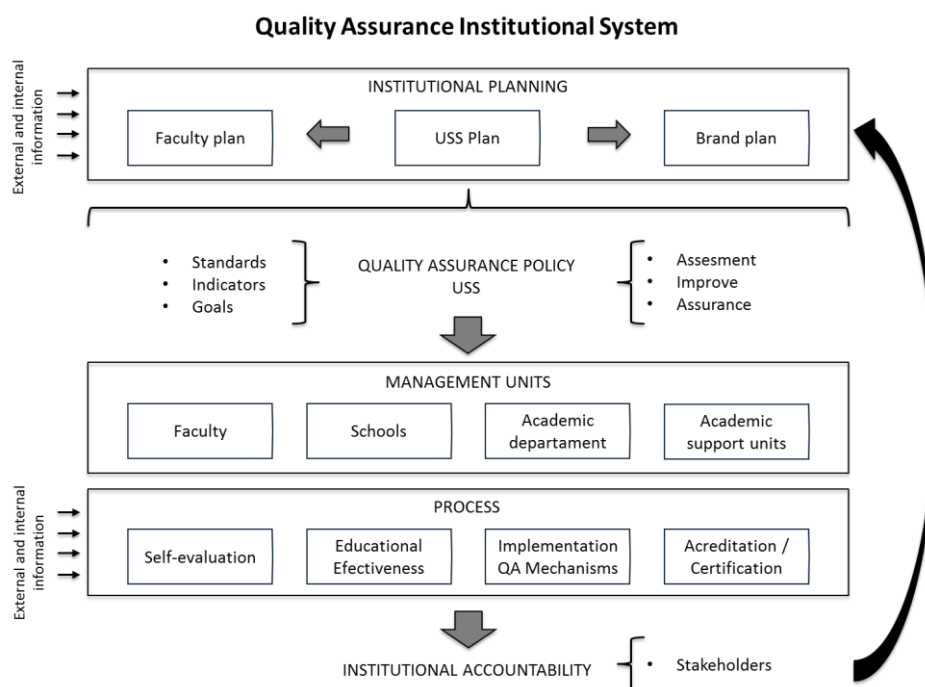 Quality Assurance Institutional System
External and internal
information
INSTITUTIONAL PLANNING
Faculty plan
USS Plan
Brand plan
• Standards
• Indicators
• Goals
QUALITY ASSURANCE POLICY
USS
• Assesment
• Improve
• Assurance
MANAGEMENT UNITS
Faculty
Schools
Academic
departament
Academic
support units
External and internal
information
PROCESS
Self-evaluation
Educational
Efectiveness
Implementation
QA Mechanisms
Acreditation /
Certification
INSTITUTIONAL ACCOUNTABILITY
• Stakeholders